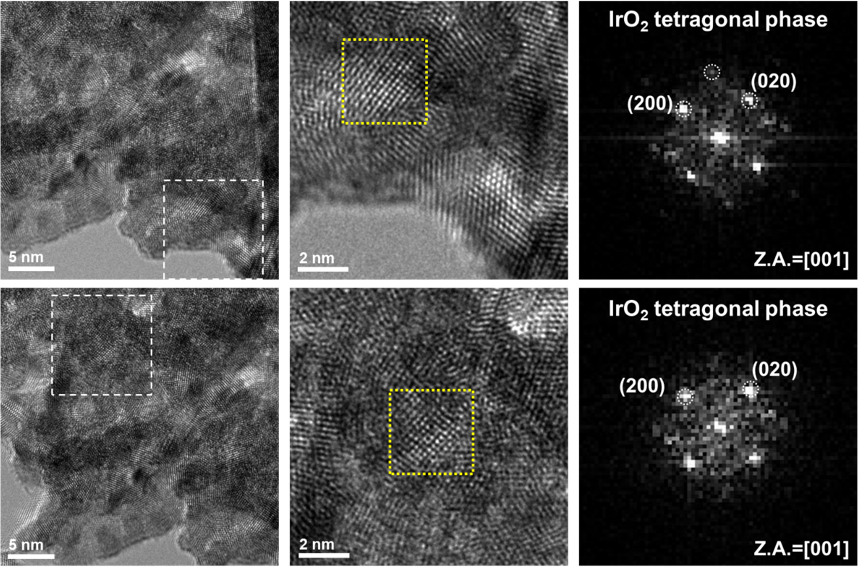 5 nm
2 nm
IrO₂ tetragonal phase
(020)
(200)
Z.A.=[001]
5 nm
2 nm
IrO₂ tetragonal phase
(020)
(200)
Z.A.=[001]